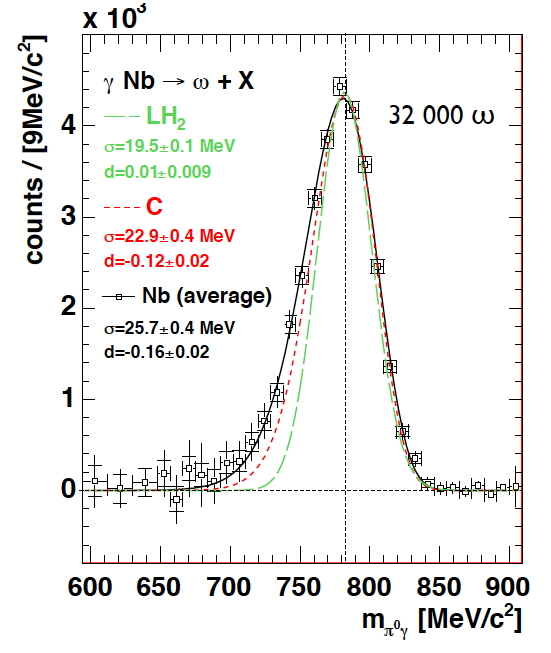 x 10³
counts / [9MeV/c²]
4
3
2
1
0
γ Nb → ω + X
LH₂
σ=19.5±0.1 MeV
d=0.01±0.009
C
σ=22.9±0.4 MeV
d=-0.12±0.02
Nb (average)
σ=25.7±0.4 MeV
d=-0.16±0.02
32 000 ω
600 650 700 750 800 850 900
m_π⁰γ [MeV/c²]